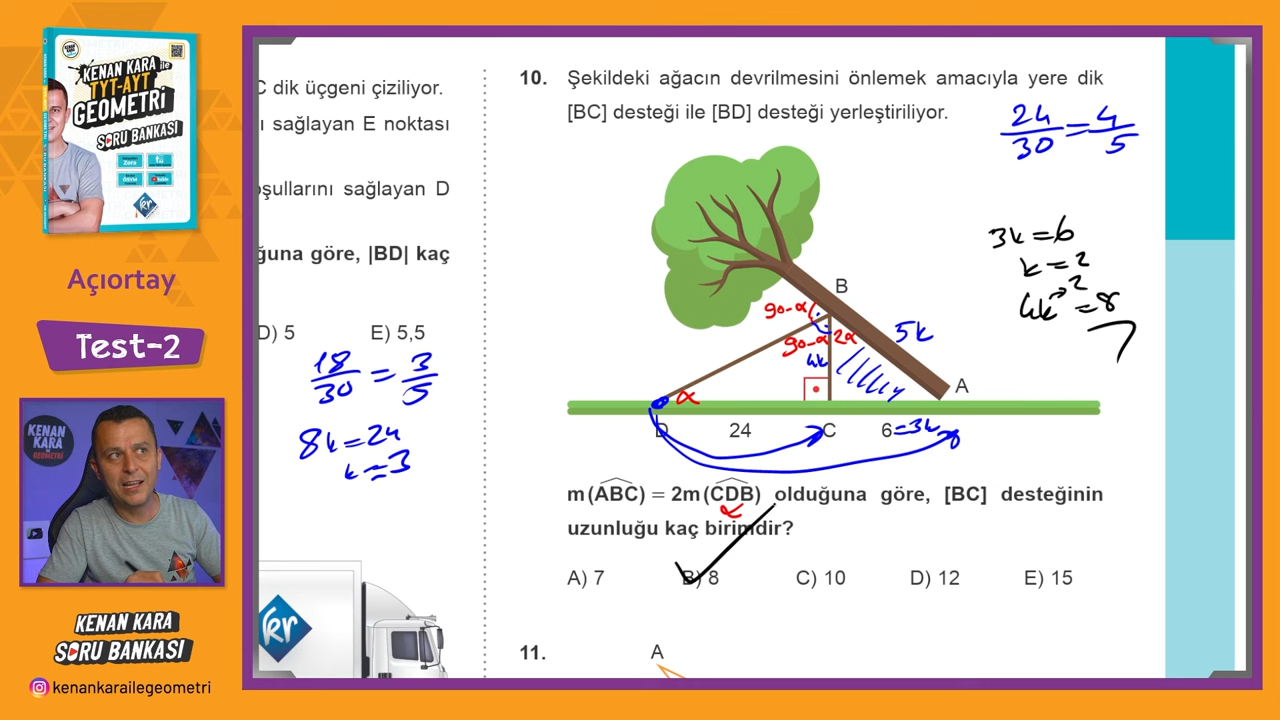 KENAN KARA ile
TYT-AYT
GEOMETRİ
SORU BANKASI
Açıortay
Test-2
KENAN KARA
ile
GEOMETRİ
KENAN KARA
SORU BANKASI
kenankarailegeometri
C dik üçgeni çiziliyor.
ı sağlayan E noktası
oşullarını sağlayan D
ğuna göre, |BD| kaç
D) 5 E) 5,5
18/30 = 3/5
8k = 24
k = 3
kr
10. Şekildeki ağacın devrilmesini önlemek amacıyla yere dik
[BC] desteği ile [BD] desteği yerleştiriliyor.
24/30 = 4/5
3k = 6
k = 2
4k → 2 = 8
B
90-α
90-α 2α
5k
4k
A
α
D 24 C 6 = 3k
m(ABC) = 2m(CDB) olduğuna göre, [BC] desteğinin
α
uzunluğu kaç birimdir?
A) 7 B) 8 C) 10 D) 12 E) 15
11. A